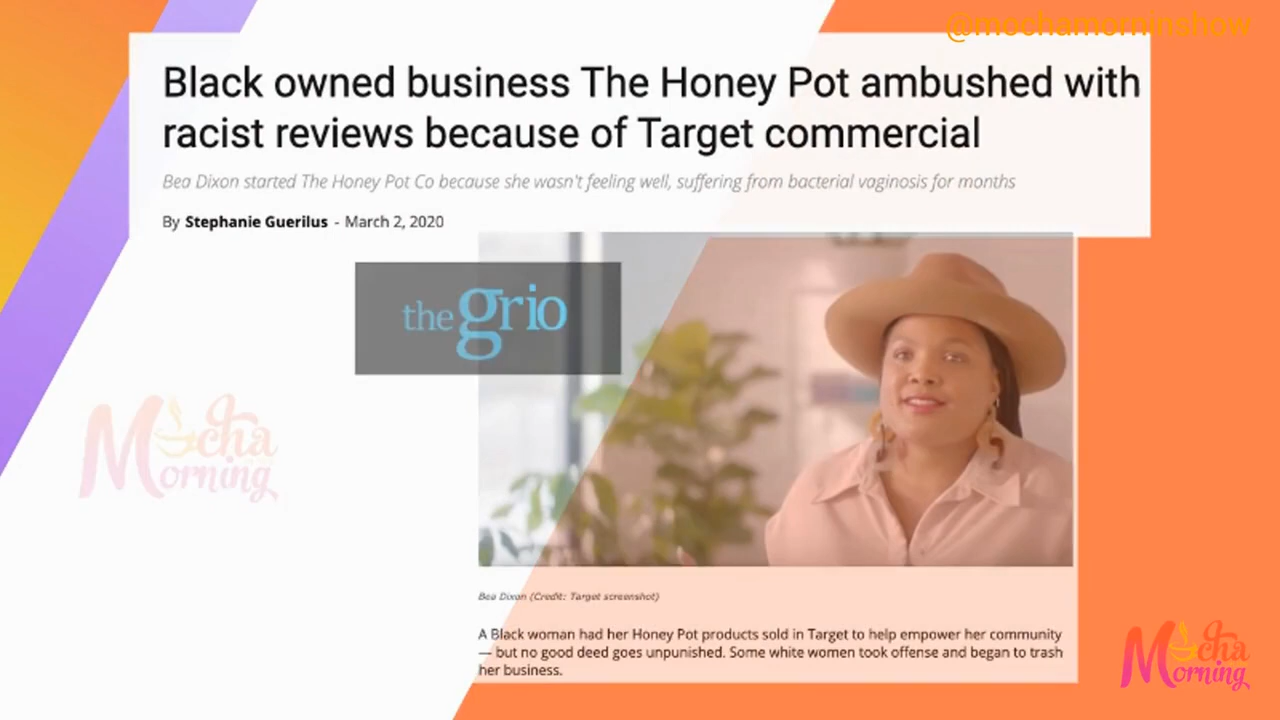 @mochamorninshow
Black owned business The Honey Pot ambushed with
racist reviews because of Target commercial
Bea Dixon started The Honey Pot Co because she wasn't feeling well, suffering from bacterial vaginosis for months
By Stephanie Guerilus - March 2, 2020
thegrio
Mocha
Morning
Bea Dixon (Credit: Target screenshot)
A Black woman had her Honey Pot products sold in Target to help empower her community
— but no good deed goes unpunished. Some white women took offense and began to trash
her business.
Mocha
Morning